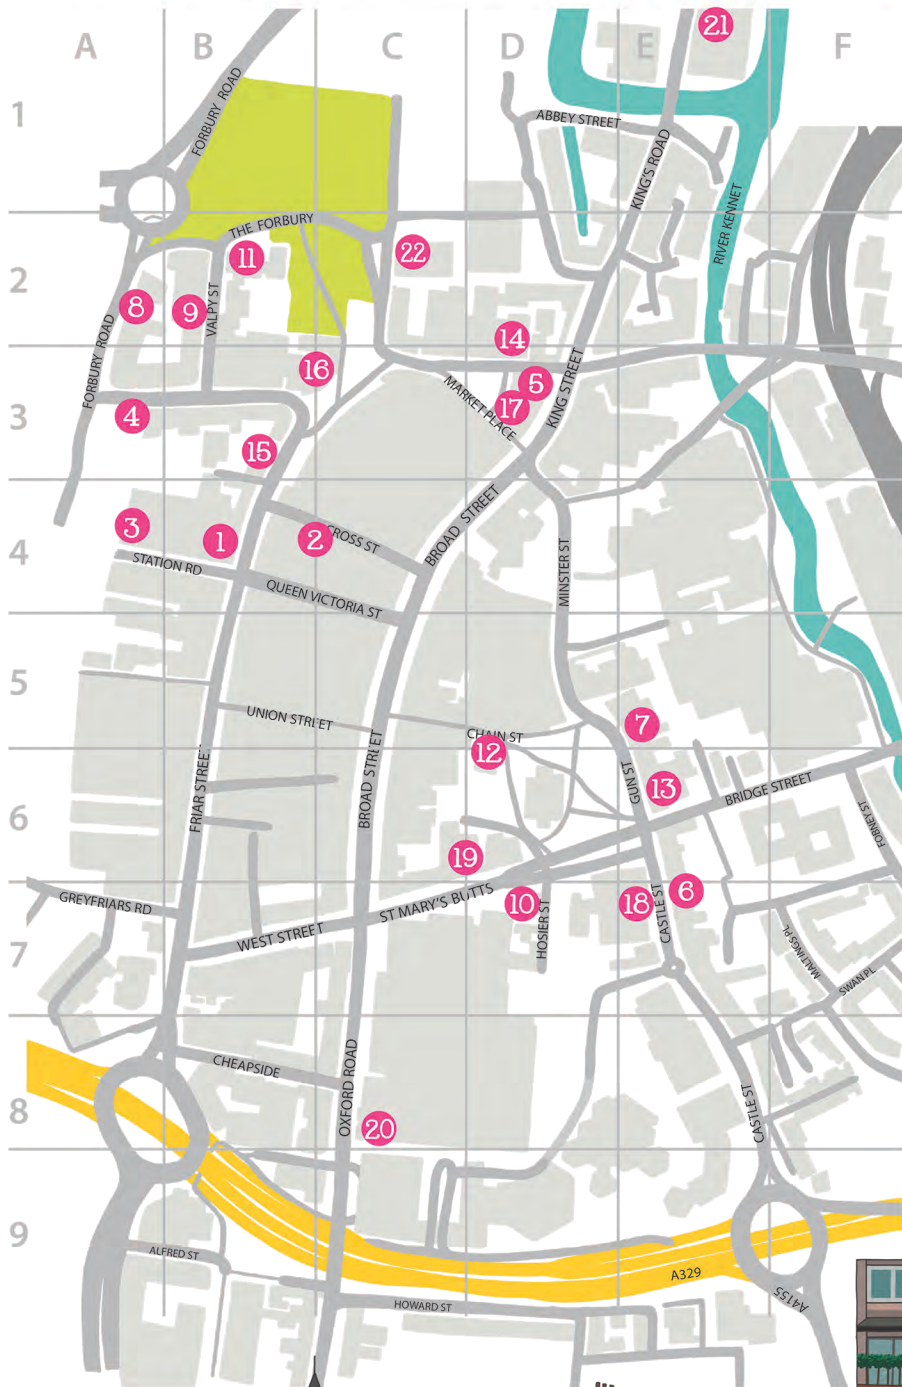 A
B
C
D
E
F
1
2
3
4
5
6
7
8
9
21
FORBURY ROAD
ABBEY STREET
KING'S ROAD
RIVER KENNET
THE FORBURY
11
22
8
9
VALPY ST
14
FORBURY ROAD
16
5
MARKET PLACE
17
KING STREET
4
15
3
1
2
CROSS ST
BROAD STREET
STATION RD
MINSTER ST
QUEEN VICTORIA ST
UNION STREET
CHAIN ST
7
12
FRIAR STREET
BROAD STREET
GUN ST
13
BRIDGE STREET
FOBNEY ST
19
GREYFRIARS RD
ST MARY'S BUTTS
10
18
6
CASTLE ST
WEST STREET
HOSIER ST
MALTINGS PL
SWAN PL
CHEAPSIDE
OXFORD ROAD
20
CASTLE ST
ALFRED ST
A329
A4155
HOWARD ST